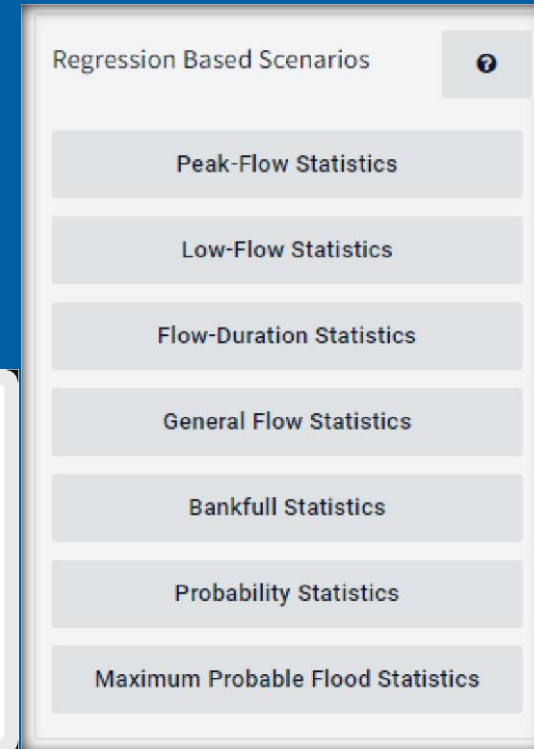 Regression Based Scenarios
Peak-Flow Statistics
Low-Flow Statistics
Flow-Duration Statistics
General Flow Statistics
Bankfull Statistics
Probability Statistics
Maximum Probable Flood Statistics